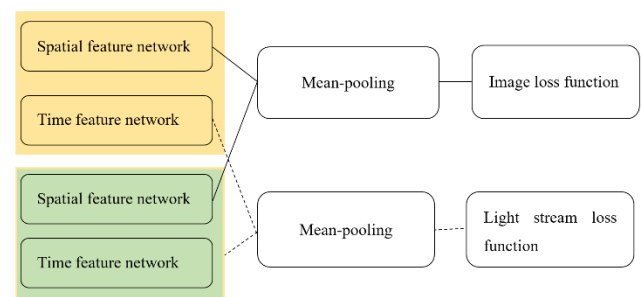 Spatial feature network
Time feature network
Mean-pooling
Image loss function
Spatial feature network
Time feature network
Mean-pooling
Light stream loss
function